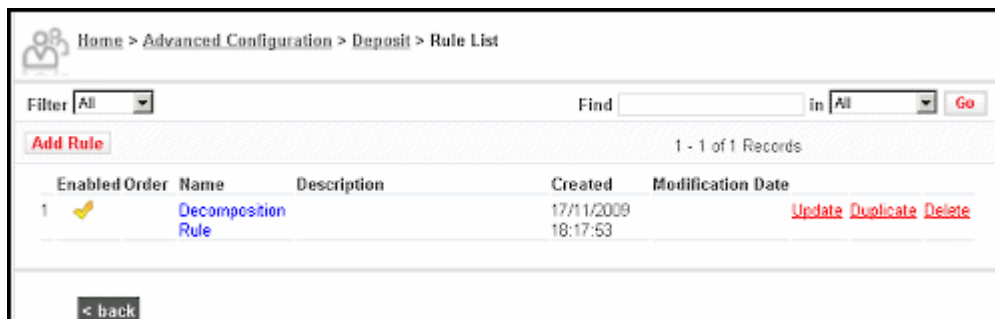 Home > Advanced Configuration > Deposit > Rule List
Filter All Find in All Go
Add Rule 1 - 1 of 1 Records
Enabled Order Name Description Created Modification Date
1 Decomposition 17/11/2009 Update Duplicate Delete
Rule 18:17:53
< back